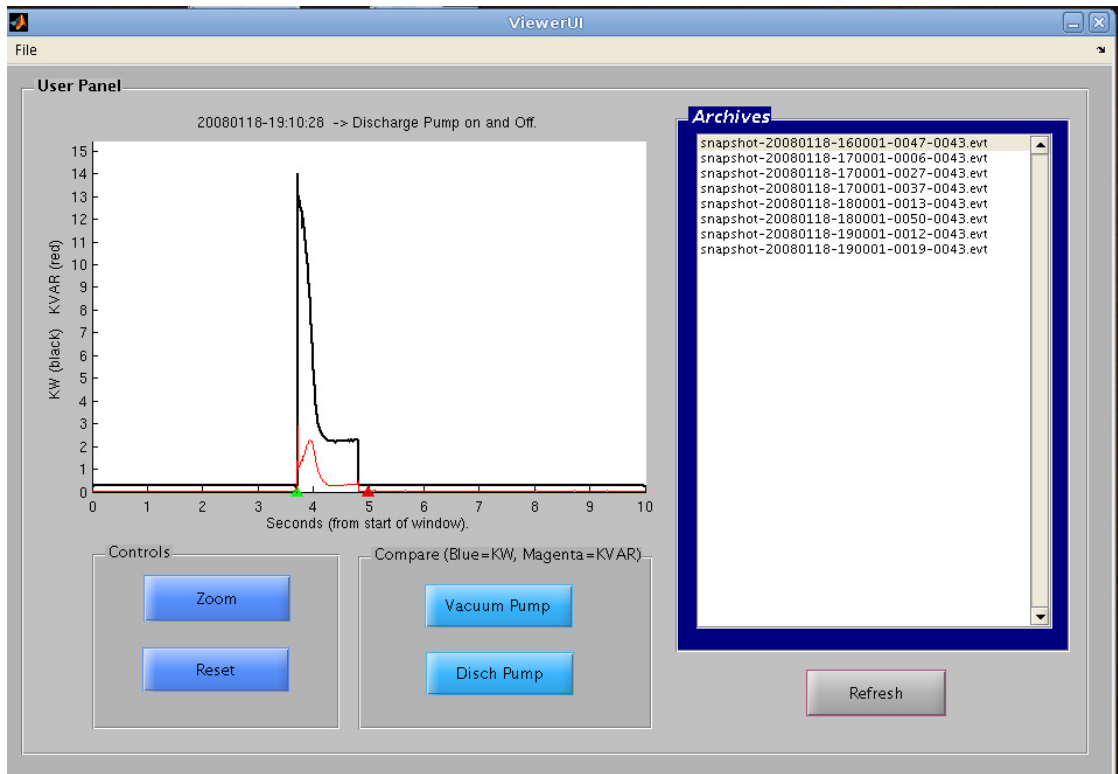 ViewerUI
File
User Panel
20080118-19:10:28 -> Discharge Pump on and Off.
KW (black) KVAR (red)
15
14
13
12
11
10
9
8
7
6
5
4
3
2
1
0
0 1 2 3 4 5 6 7 8 9 10
Seconds (from start of window).
Archives
snapshot-20080118-160001-0047-0043.evt
snapshot-20080118-170001-0006-0043.evt
snapshot-20080118-170001-0027-0043.evt
snapshot-20080118-170001-0037-0043.evt
snapshot-20080118-180001-0013-0043.evt
snapshot-20080118-180001-0050-0043.evt
snapshot-20080118-190001-0012-0043.evt
snapshot-20080118-190001-0019-0043.evt
Controls
Zoom
Reset
Compare (Blue=KW, Magenta=KVAR)
Vacuum Pump
Disch Pump
Refresh